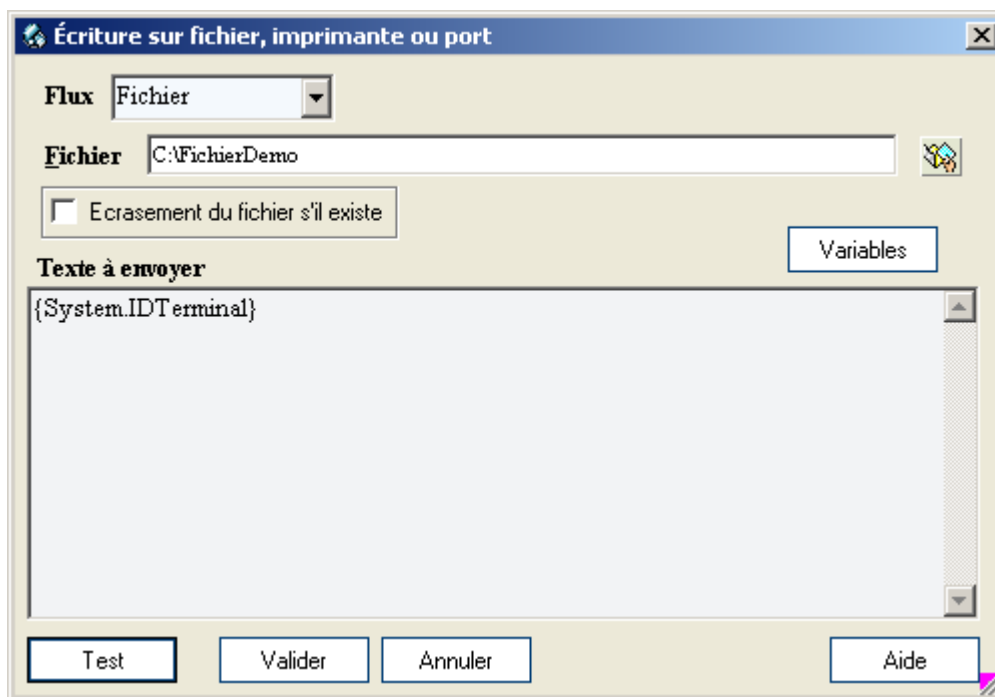 Écriture sur fichier, imprimante ou port
Flux Fichier
Fichier C:\FichierDemo
Ecrasement du fichier s'il existe
Variables
Texte à envoyer
{System.IDTerminal}
Test Valider Annuler Aide